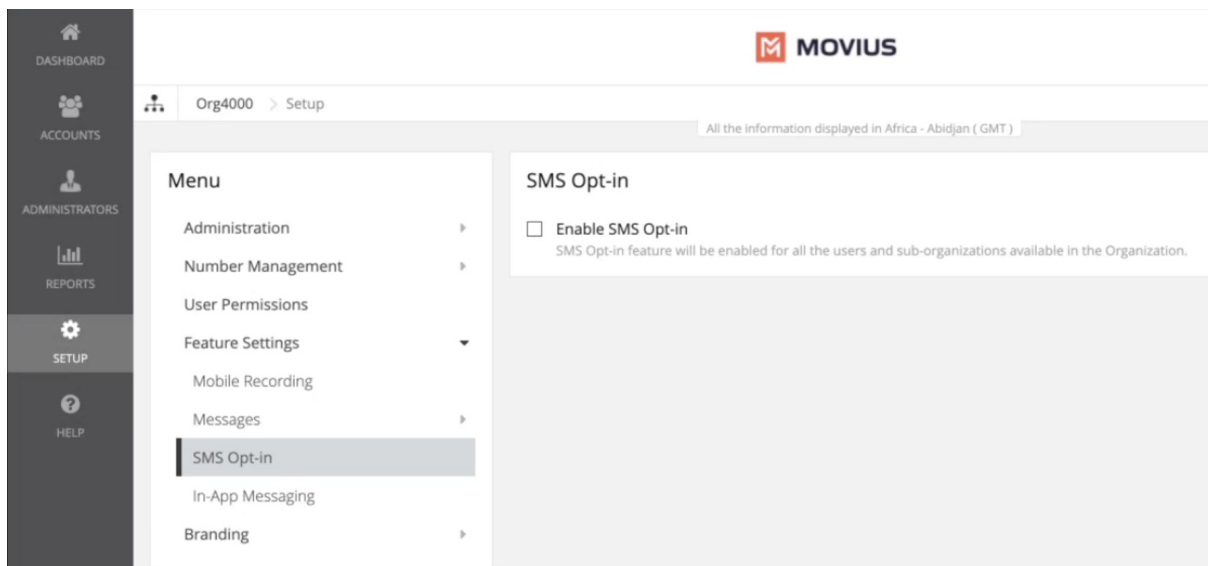 DASHBOARD
ACCOUNTS
ADMINISTRATORS
REPORTS
SETUP
HELP
MOVIUS
Org4000 > Setup
All the information displayed in Africa - Abidjan ( GMT )
Menu
Administration
Number Management
User Permissions
Feature Settings
Mobile Recording
Messages
SMS Opt-in
In-App Messaging
Branding
SMS Opt-in
Enable SMS Opt-in
SMS Opt-in feature will be enabled for all the users and sub-organizations available in the Organization.